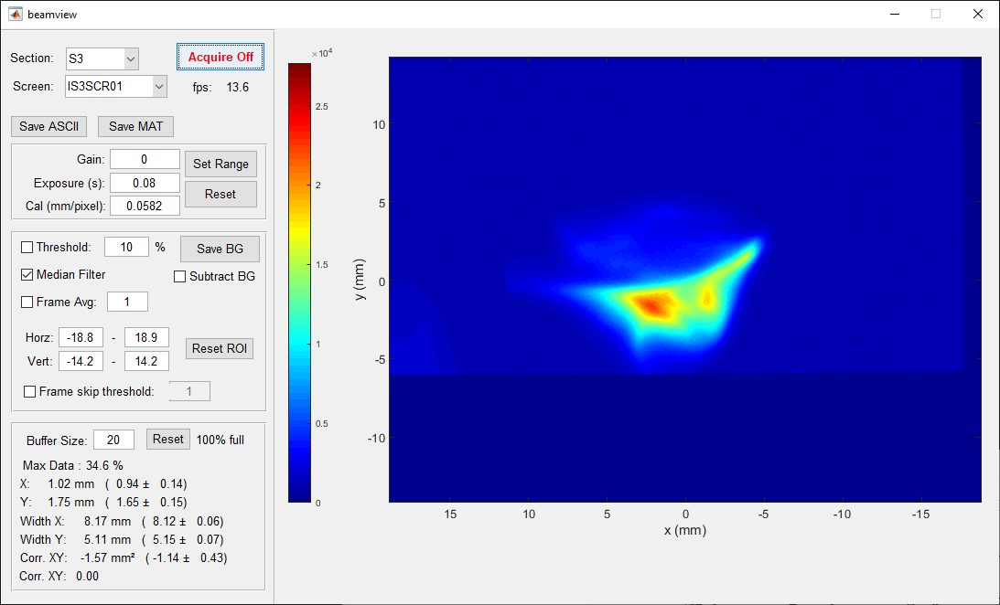 beamview
Section: S3 Acquire Off
Screen: IS3SCR01 fps: 13.6
Save ASCII Save MAT
Gain: 0 Set Range
Exposure (s): 0.08
Reset
Cal (mm/pixel): 0.0582
Threshold: 10 % Save BG
Median Filter Subtract BG
Frame Avg: 1
Horz: -18.8 - 18.9
Reset ROI
Vert: -14.2 - 14.2
Frame skip threshold: 1
Buffer Size: 20 Reset 100% full
Max Data : 34.6 %
X: 1.02 mm ( 0.94 ± 0.14)
Y: 1.75 mm ( 1.65 ± 0.15)
Width X: 8.17 mm ( 8.12 ± 0.06)
Width Y: 5.11 mm ( 5.15 ± 0.07)
Corr. XY: -1.57 mm² ( -1.14 ± 0.43)
Corr. XY: 0.00
×10⁴
2.5
2
1.5
1
0.5
0
y (mm)
10
5
0
-5
-10
15 10 5 0 -5 -10 -15
x (mm)